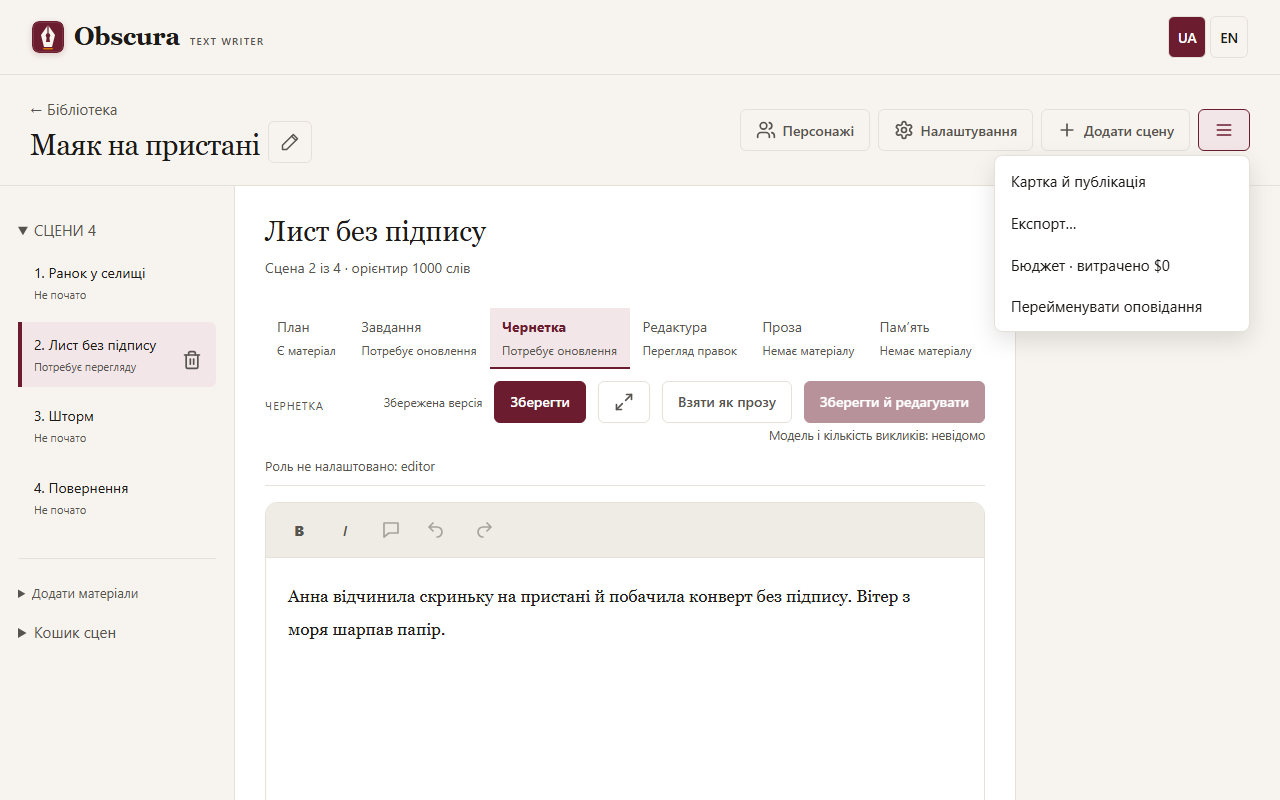 Obscura TEXT WRITER
UA EN
← Бібліотека
Маяк на пристані
Персонажі
Налаштування
Додати сцену
Картка й публікація
Експорт…
Бюджет · витрачено $0
Перейменувати оповідання
СЦЕНИ 4
1. Ранок у селищі
Не почато
2. Лист без підпису
Потребує перегляду
3. Шторм
Не почато
4. Повернення
Не почато
Додати матеріали
Кошик сцен
Лист без підпису
Сцена 2 із 4 · орієнтир 1000 слів
План
Є матеріал
Завдання
Потребує оновлення
Чернетка
Потребує оновлення
Редактура
Перегляд правок
Проза
Немає матеріалу
Пам’ять
Немає матеріалу
ЧЕРНЕТКА
Збережена версія
Зберегти
Взяти як прозу
Зберегти й редагувати
Модель і кількість викликів: невідомо
Роль не налаштовано: editor
B I
Анна відчинила скриньку на пристані й побачила конверт без підпису. Вітер з
моря шарпав папір.